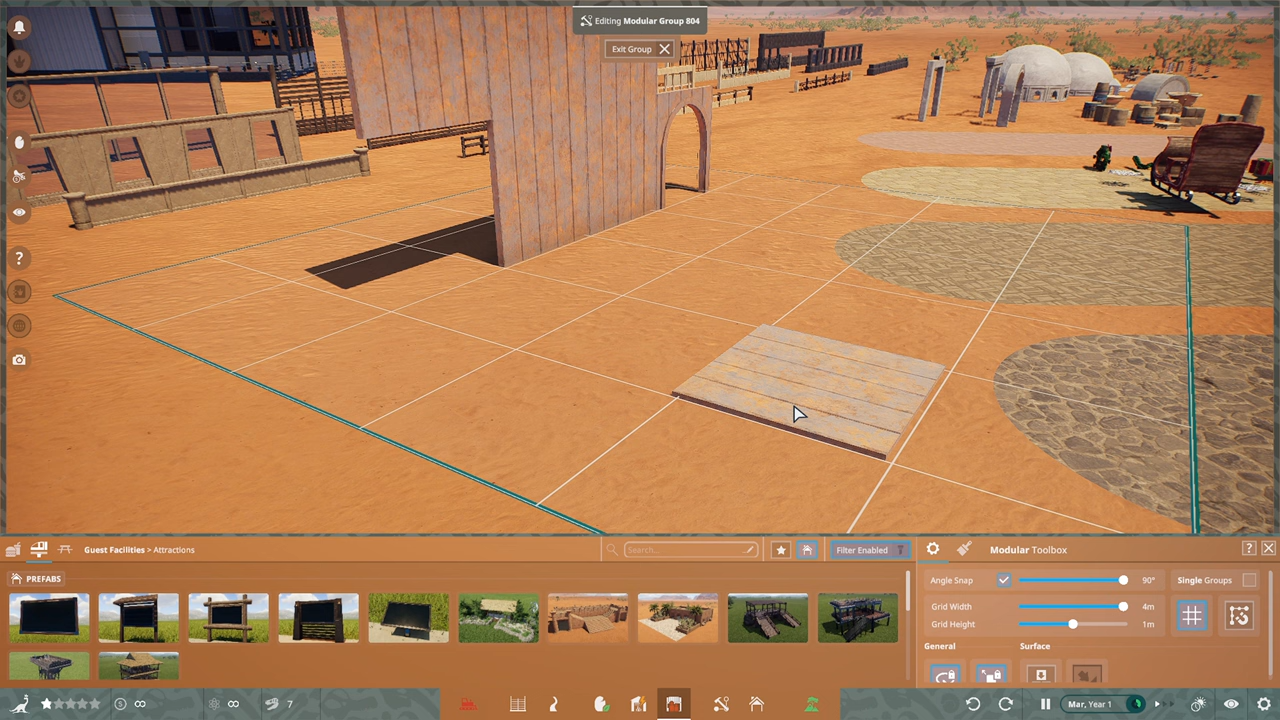 Editing Modular Group 804
Exit Group
Guest Facilities > Attractions
Search...
Filter Enabled
Modular Toolbox
PREFABS
Angle Snap
90°
Single Groups
Grid Width
4m
Grid Height
1m
General
Surface
∞
∞
7
Mar, Year 1